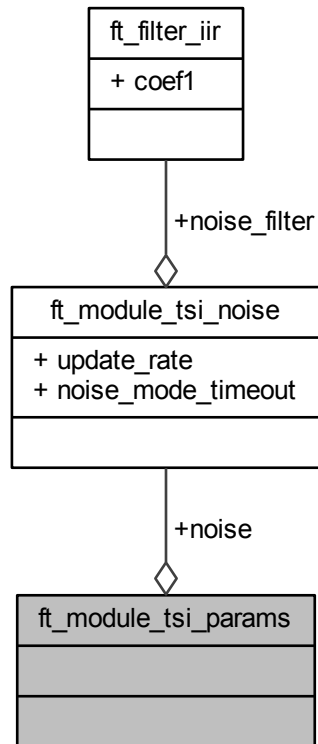 ft_filter_iir
+ coef1
+noise_filter
ft_module_tsi_noise
+ update_rate
+ noise_mode_timeout
+noise
ft_module_tsi_params